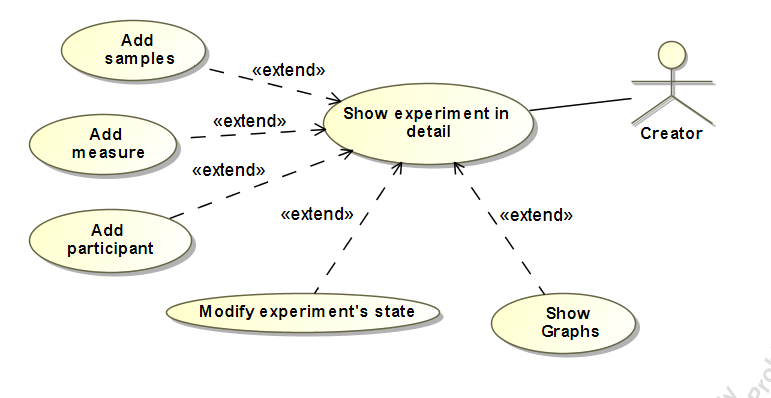 Add
samples
«extend»
Show experiment in
detail
Creator
Add
measure
«extend»
«extend»
Add
participant
«extend»
«extend»
Modify experiment's state
Show
Graphs